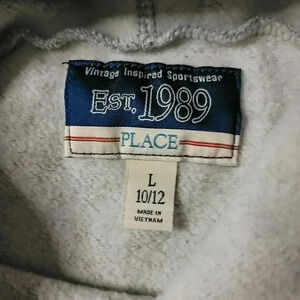 Vintage Inspired Sportswear
EST. 1989
PLACE
L
10/12
MADE IN
VIETNAM